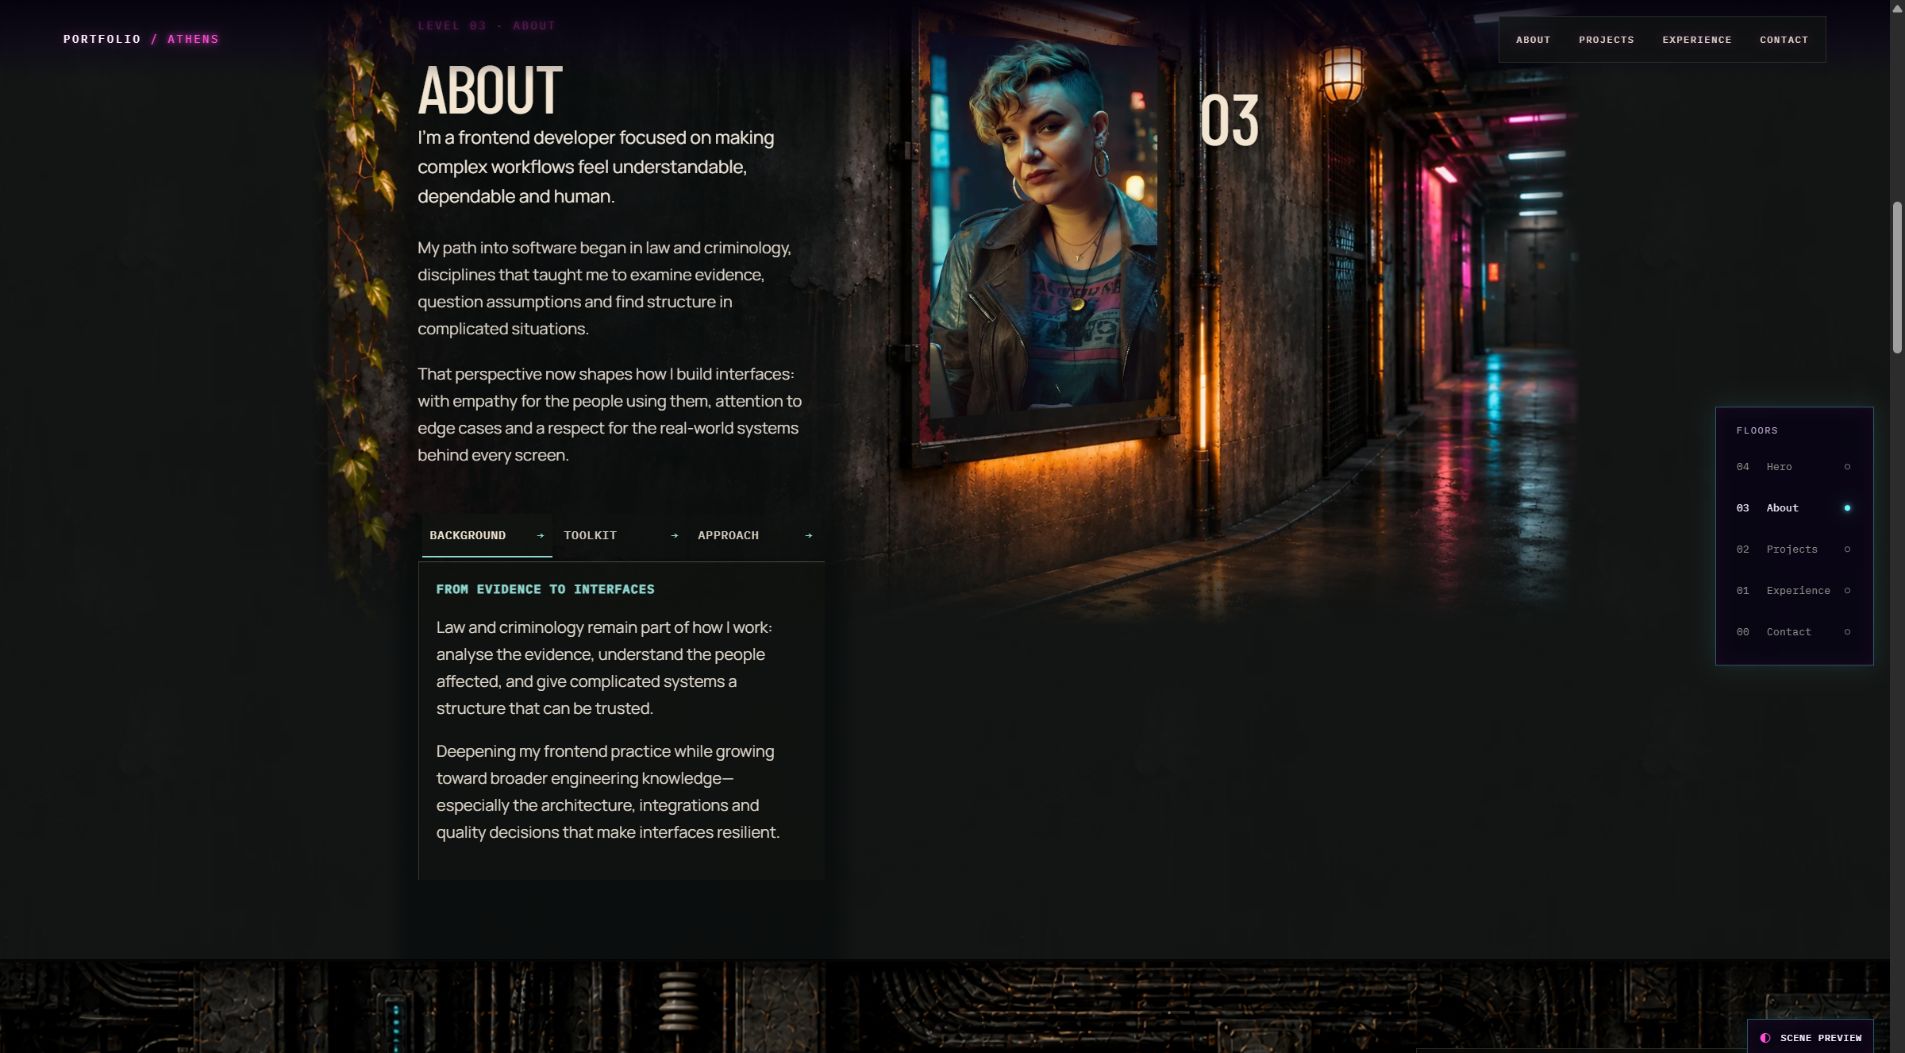 PORTFOLIO / ATHENS
ABOUT PROJECTS EXPERIENCE CONTACT
LEVEL 03 - ABOUT
ABOUT
03
I'm a frontend developer focused on making
complex workflows feel understandable,
dependable and human.
My path into software began in law and criminology,
disciplines that taught me to examine evidence,
question assumptions and find structure in
complicated situations.
That perspective now shapes how I build interfaces:
with empathy for the people using them, attention to
edge cases and a respect for the real-world systems
behind every screen.
BACKGROUND → TOOLKIT → APPROACH →
FROM EVIDENCE TO INTERFACES
Law and criminology remain part of how I work:
analyse the evidence, understand the people
affected, and give complicated systems a
structure that can be trusted.
Deepening my frontend practice while growing
toward broader engineering knowledge—
especially the architecture, integrations and
quality decisions that make interfaces resilient.
FLOORS
04 Hero
03 About
02 Projects
01 Experience
00 Contact
SCENE PREVIEW